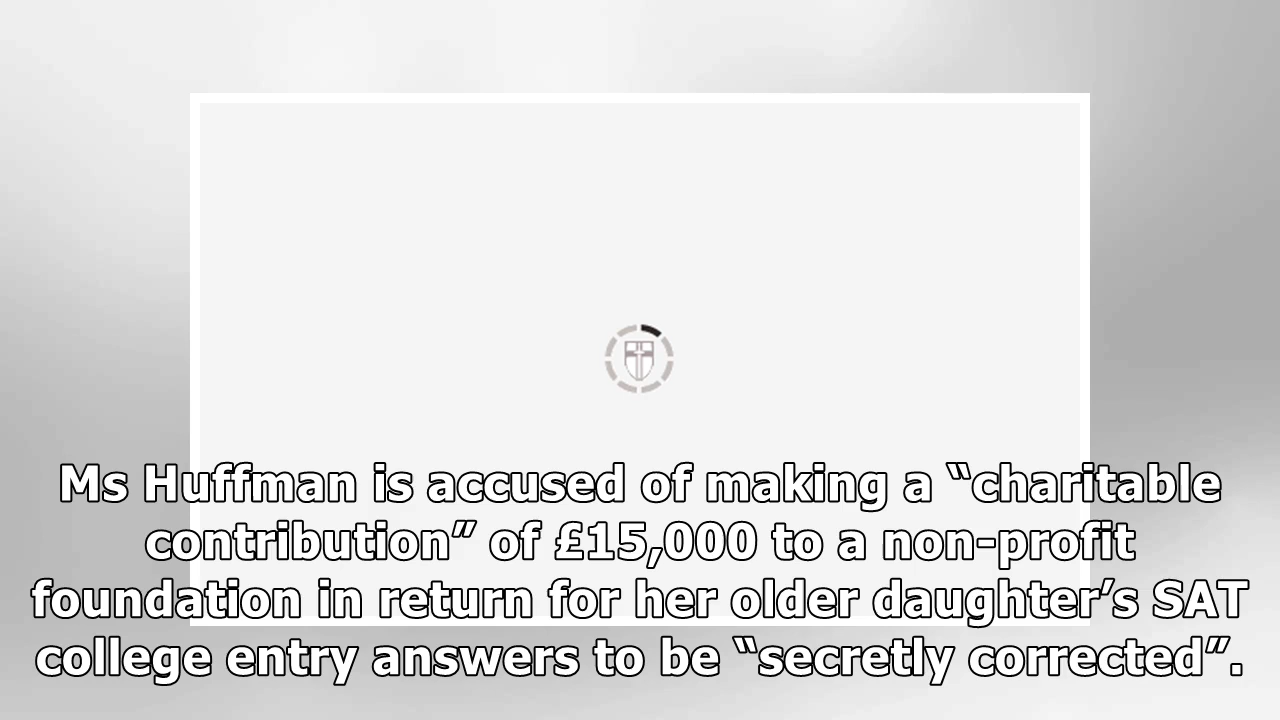 Ms Huffman is accused of making a “charitable
contribution” of £15,000 to a non-profit
foundation in return for her older daughter’s SAT
college entry answers to be “secretly corrected”.